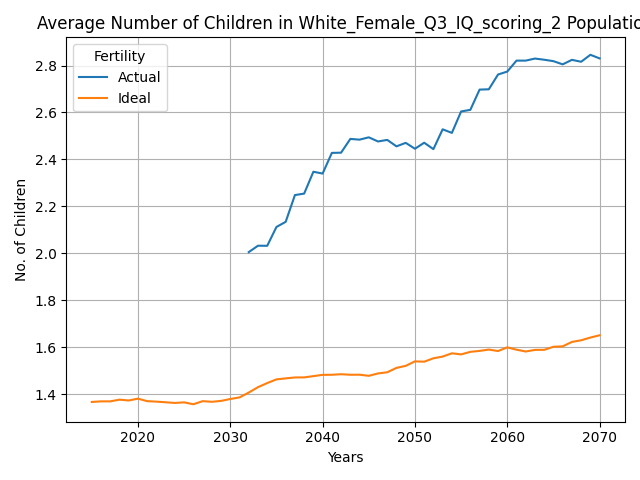 Average Number of Children in White_Female_Q3_IQ_scoring_2 Populatio
Fertility
Actual
Ideal
No. of Children
2.8
2.6
2.4
2.2
2.0
1.8
1.6
1.4
2020 2030 2040 2050 2060 2070
Years